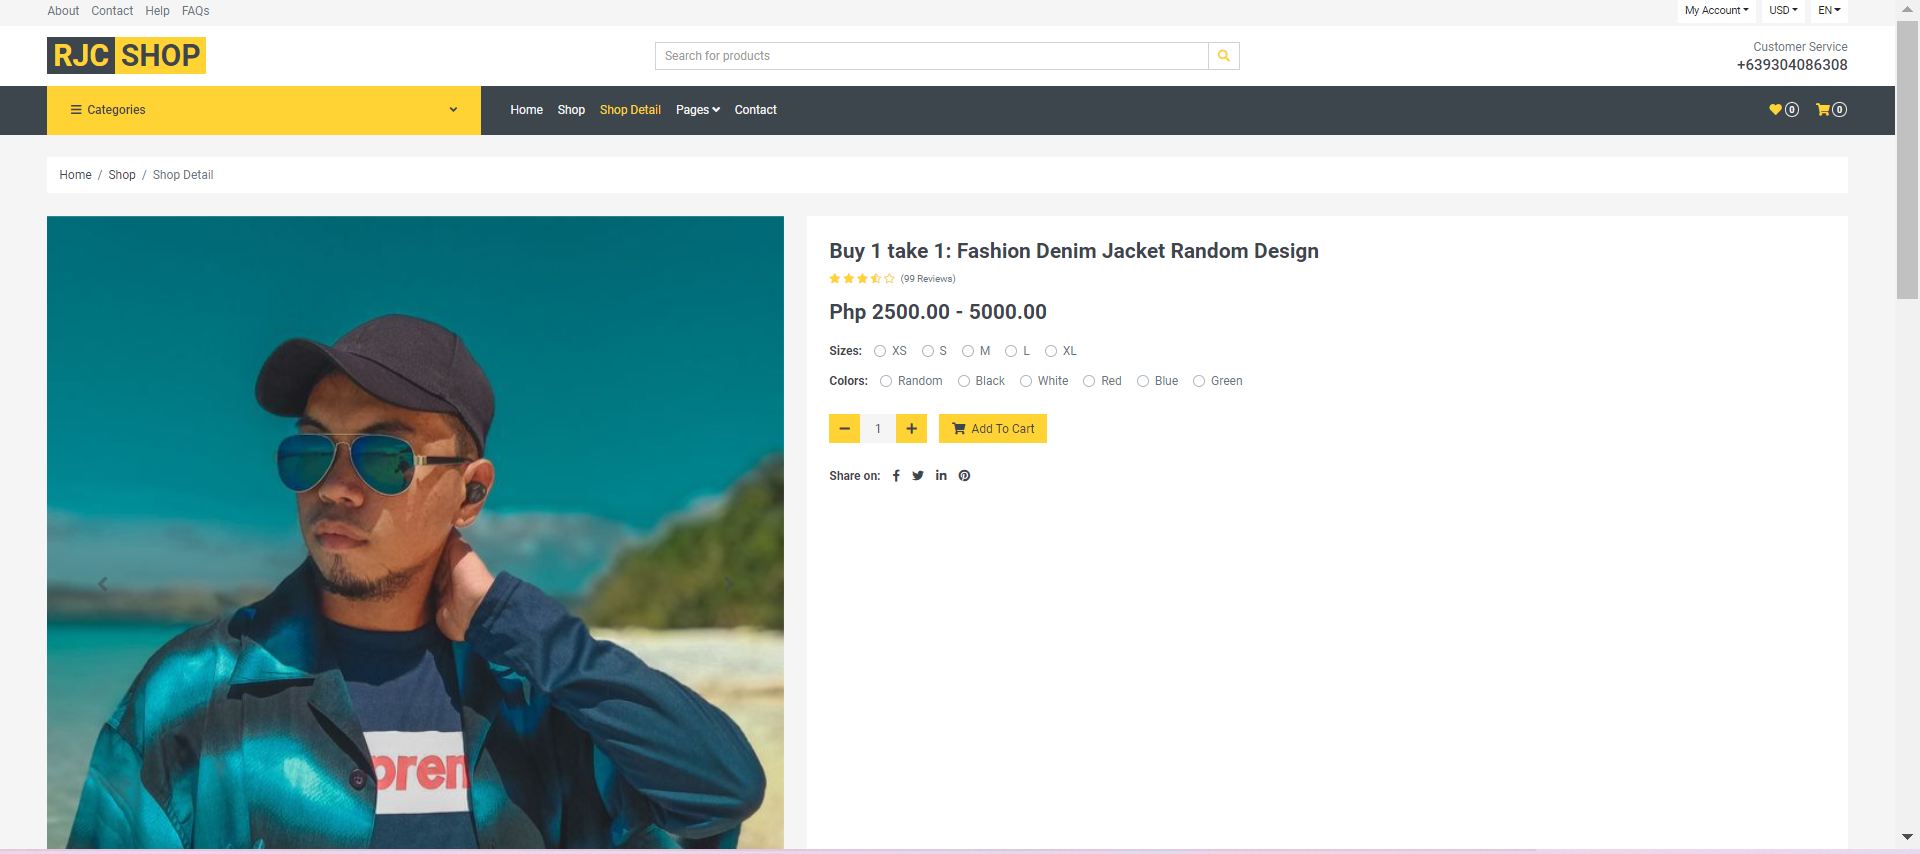 About Contact Help FAQs My Account USD EN
RJC SHOP
Search for products
Customer Service
+639304086308
Categories Home Shop Shop Detail Pages Contact 0 0
Home / Shop / Shop Detail
Buy 1 take 1: Fashion Denim Jacket Random Design
(99 Reviews)
Php 2500.00 - 5000.00
Sizes: XS S M L XL
Colors: Random Black White Red Blue Green
1 Add To Cart
Share on:
pren